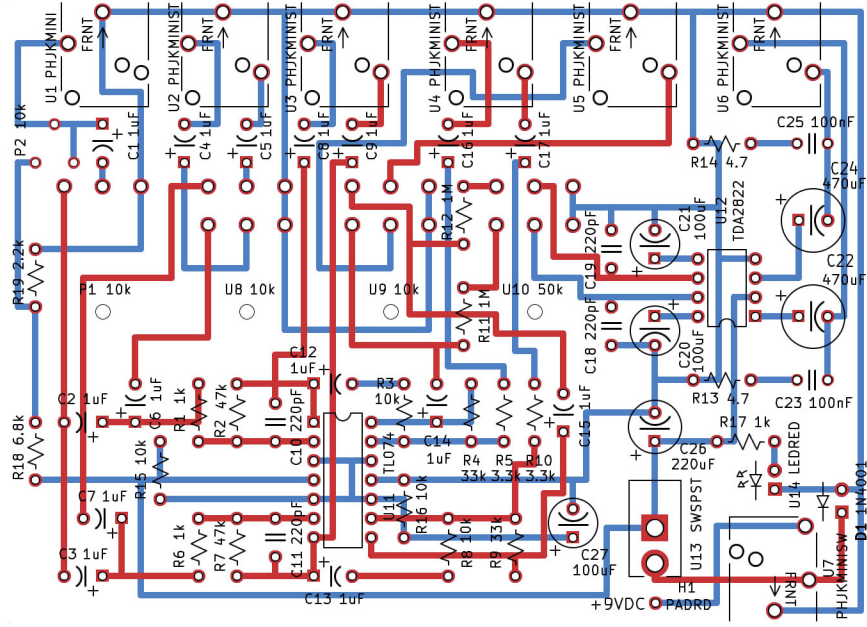 U1 PHJKMINIST
FRNT
U2 PHJKMINIST
FRNT
U3 PHJKMINIST
FRNT
U4 PHJKMINIST
FRNT
U5 PHJKMINIST
FRNT
U6 PHJKMINIST
FRNT
P2 10k
C1 1uF
C4 1uF
C5 1uF
C8 1uF
C9 1uF
C16 1uF
C17 1uF
C25 100nF
R14 4.7
C24
470uF
U12
TDA2822
R12 1M
C19 220pF
C21
100uF
C22
470uF
R19 2.2k
P1 10k
U8 10k
U9 10k
U10 50k
R11 1M
C18 220pF
C20
100uF
C12
1uF
R3
10k
R13 4.7
C23 100nF
C2 1uF
C6 1uF
R1 1k
R2 47k
C10 220pF
TL074
U11
C14
1uF
R4
33k
R5
3.3k
R10
3.3k
C15 1uF
R17 1k
C26
220uF
R18 6.8k
R15 10k
R16 10k
RR
U14 LEDRED
D1 1N4001
C7 1uF
R6 1k
R7 47k
C11 220pF
R8 10k
R9 33k
C27
100uF
U13 SWSPST
U7
PHJKMINISW
FRNT
C3 1uF
C13 1uF
H1
+9VDC
PADRD